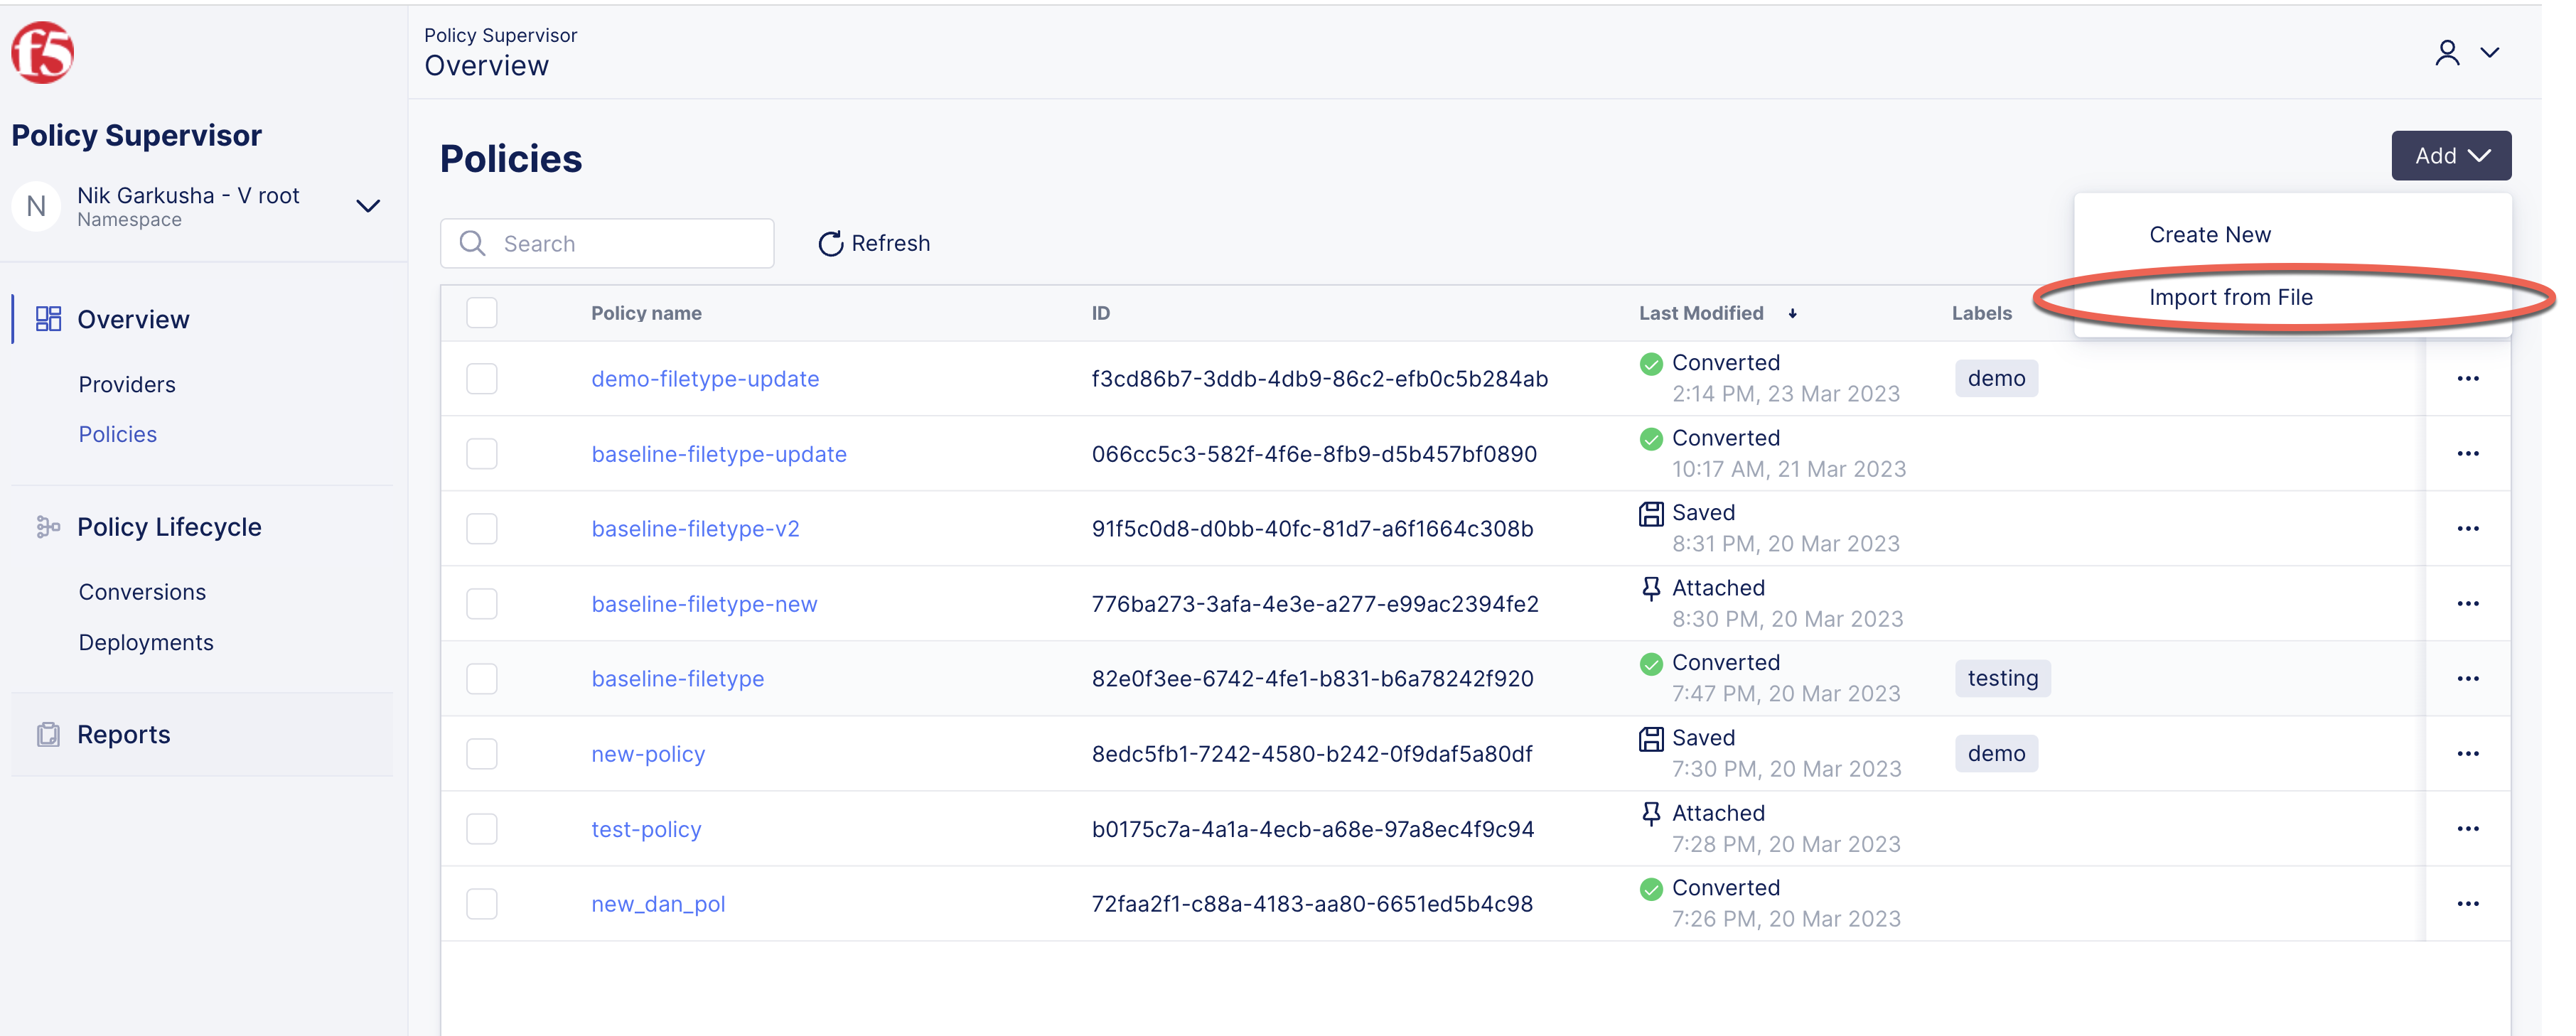 f5
Policy Supervisor
N
Nik Garkusha - V root
Namespace
Overview
Providers
Policies
Policy Lifecycle
Conversions
Deployments
Reports
Policy Supervisor
Overview
Policies
Add
Create New
Import from File
Search
Refresh
Policy name ID Last Modified Labels
demo-filetype-update f3cd86b7-3ddb-4db9-86c2-efb0c5b284ab Converted demo
2:14 PM, 23 Mar 2023
baseline-filetype-update 066cc5c3-582f-4f6e-8fb9-d5b457bf0890 Converted
10:17 AM, 21 Mar 2023
baseline-filetype-v2 91f5c0d8-d0bb-40fc-81d7-a6f1664c308b Saved
8:31 PM, 20 Mar 2023
baseline-filetype-new 776ba273-3afa-4e3e-a277-e99ac2394fe2 Attached
8:30 PM, 20 Mar 2023
baseline-filetype 82e0f3ee-6742-4fe1-b831-b6a78242f920 Converted testing
7:47 PM, 20 Mar 2023
new-policy 8edc5fb1-7242-4580-b242-0f9daf5a80df Saved demo
7:30 PM, 20 Mar 2023
test-policy b0175c7a-4a1a-4ecb-a68e-97a8ec4f9c94 Attached
7:28 PM, 20 Mar 2023
new_dan_pol 72faa2f1-c88a-4183-aa80-6651ed5b4c98 Converted
7:26 PM, 20 Mar 2023